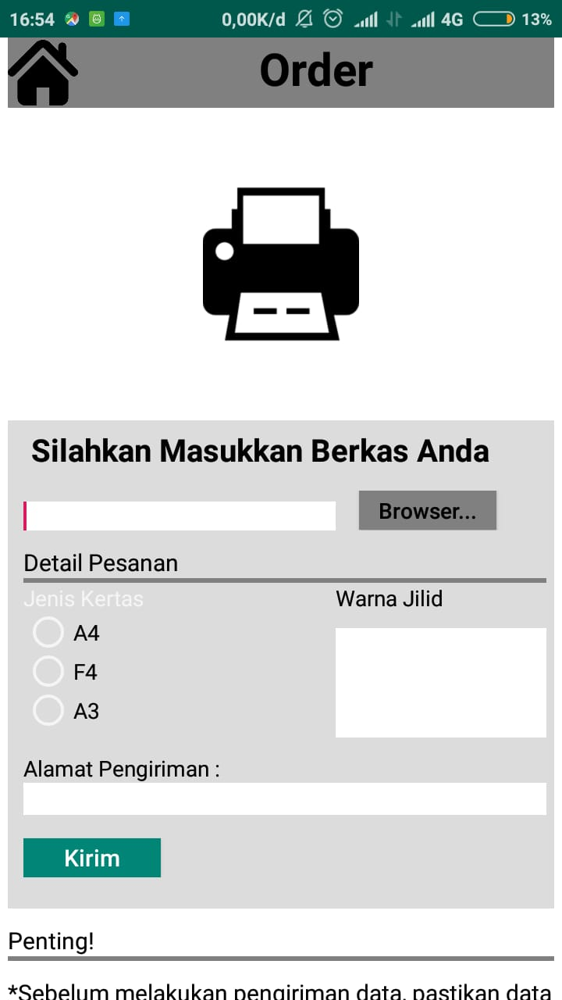 16:54 0,00K/d 4G 13%
Order
Silahkan Masukkan Berkas Anda
Browser...
Detail Pesanan
Jenis Kertas Warna Jilid
A4
F4
A3
Alamat Pengiriman :
Kirim
Penting!
*Sebelum melakukan pengiriman data, pastikan data